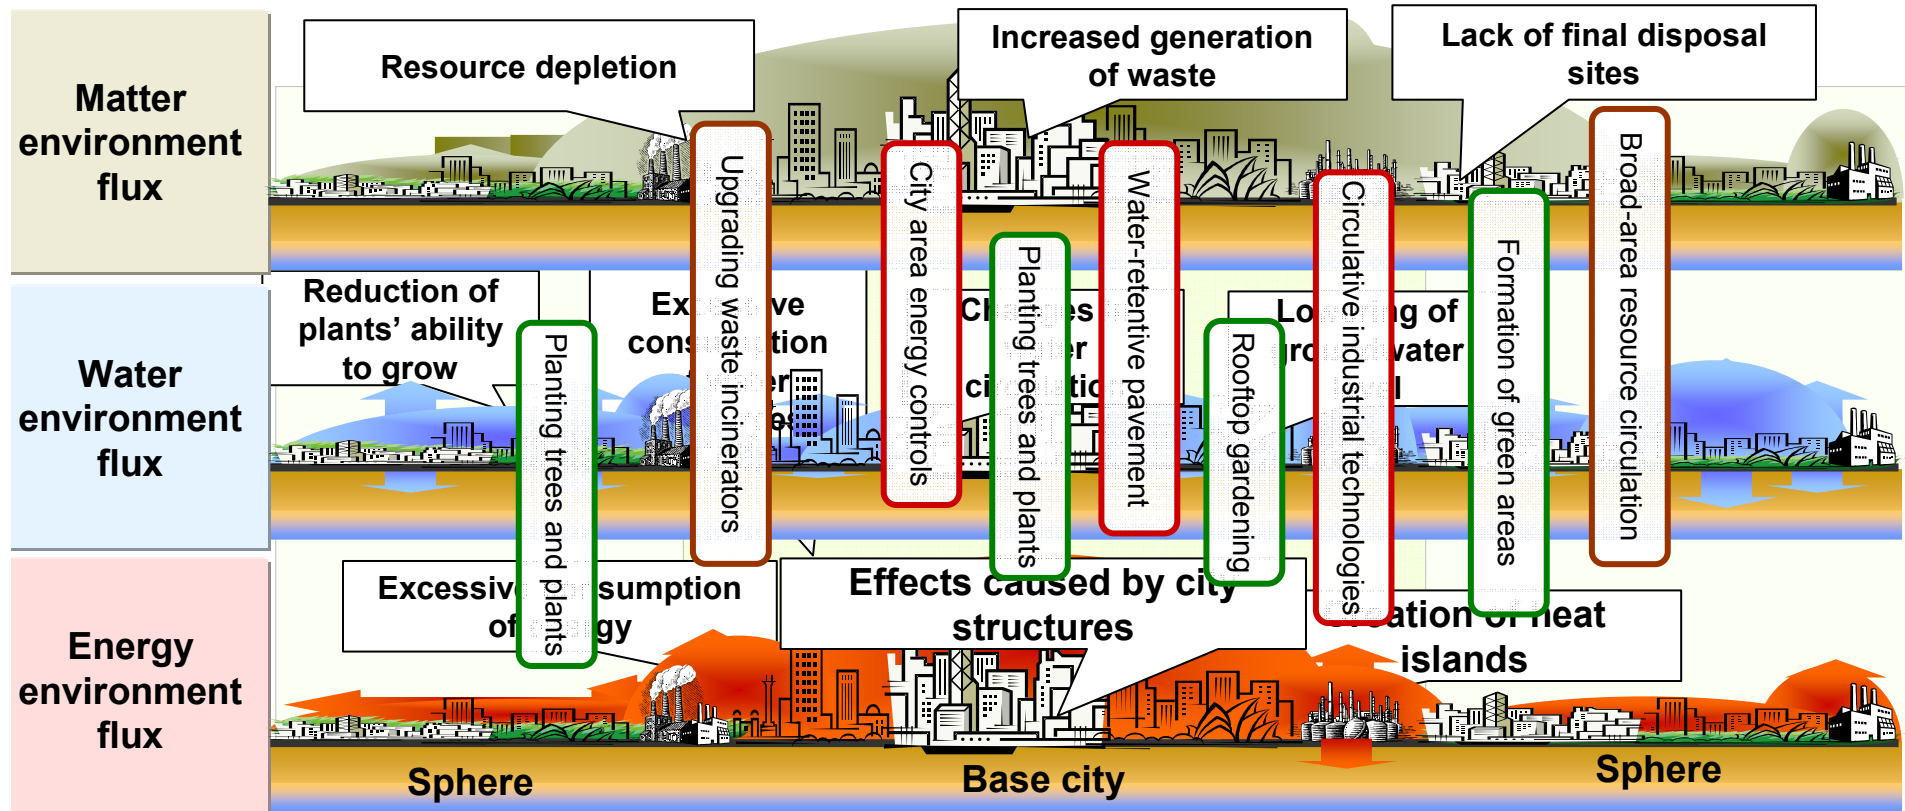 Matter
environment
flux
Resource depletion
Increased generation
of waste
Lack of final disposal
sites
Water
environment
flux
Reduction of
plants’ ability
to grow
of
Energy
environment
flux
Excessive
of
Effects caused by city
structures
islands
Planting trees and plants
Upgrading waste incinerators
City area energy controls
Planting trees and plants
Water-retentive pavement
Rooftop gardening
Circulative industrial technologies
Formation of green areas
Broad-area resource circulation
Sphere
Base city
Sphere